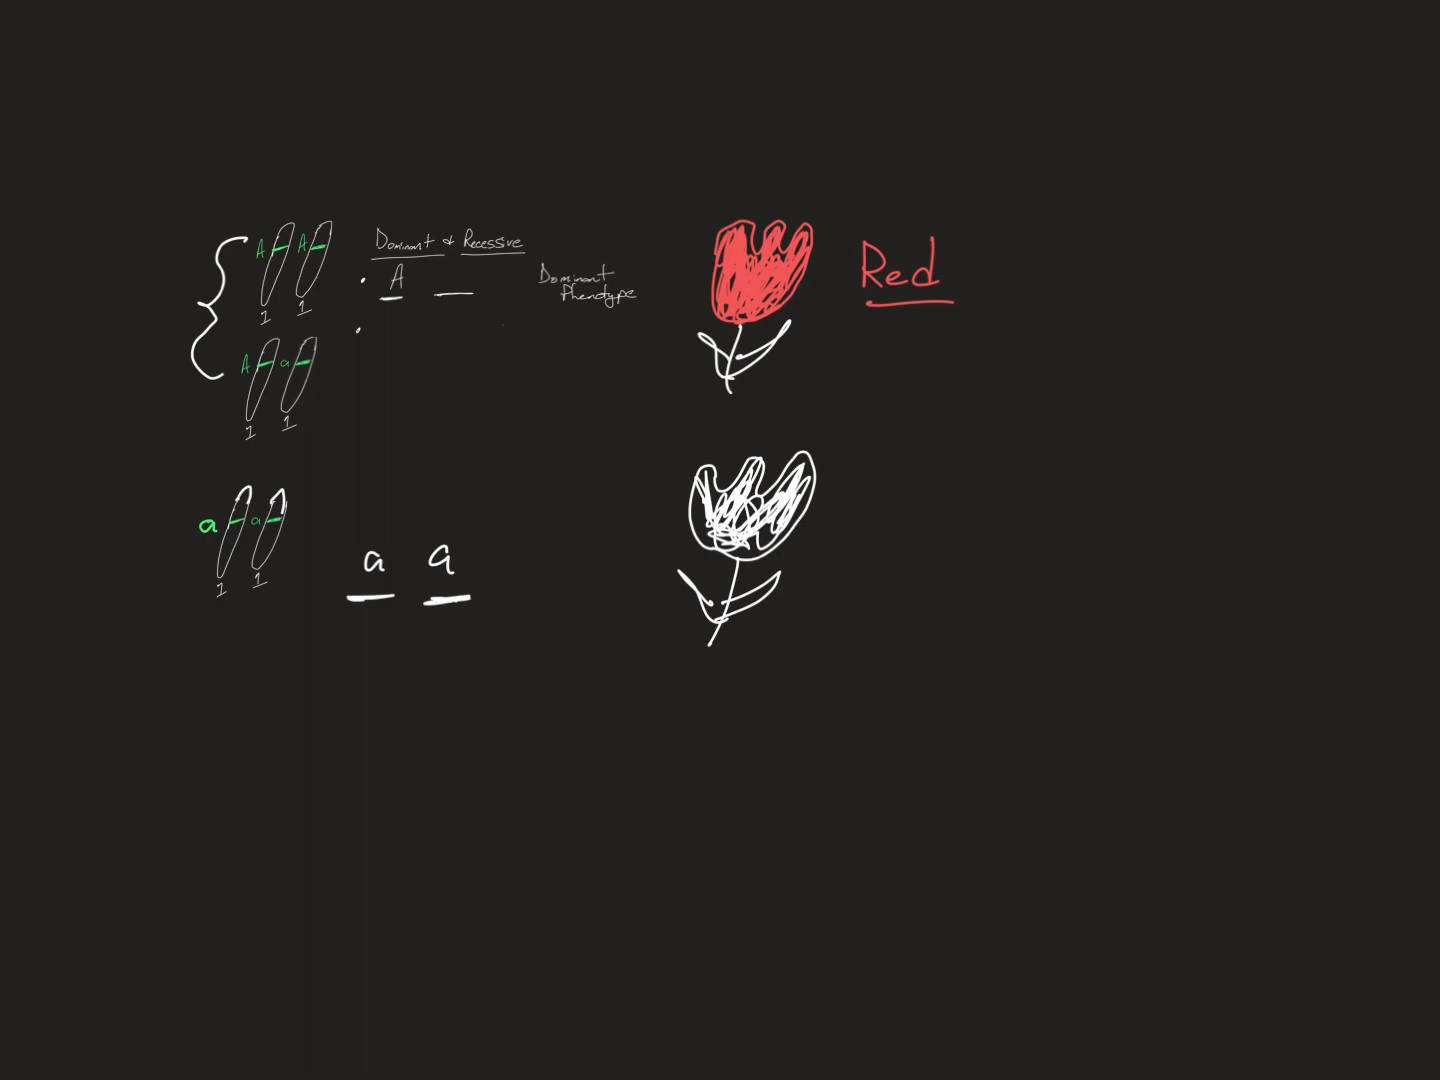 A A
Dominant & Recessive
Red
A
Dominant
Phenotype
1 1
A a
1 1
a a
1 1
a a